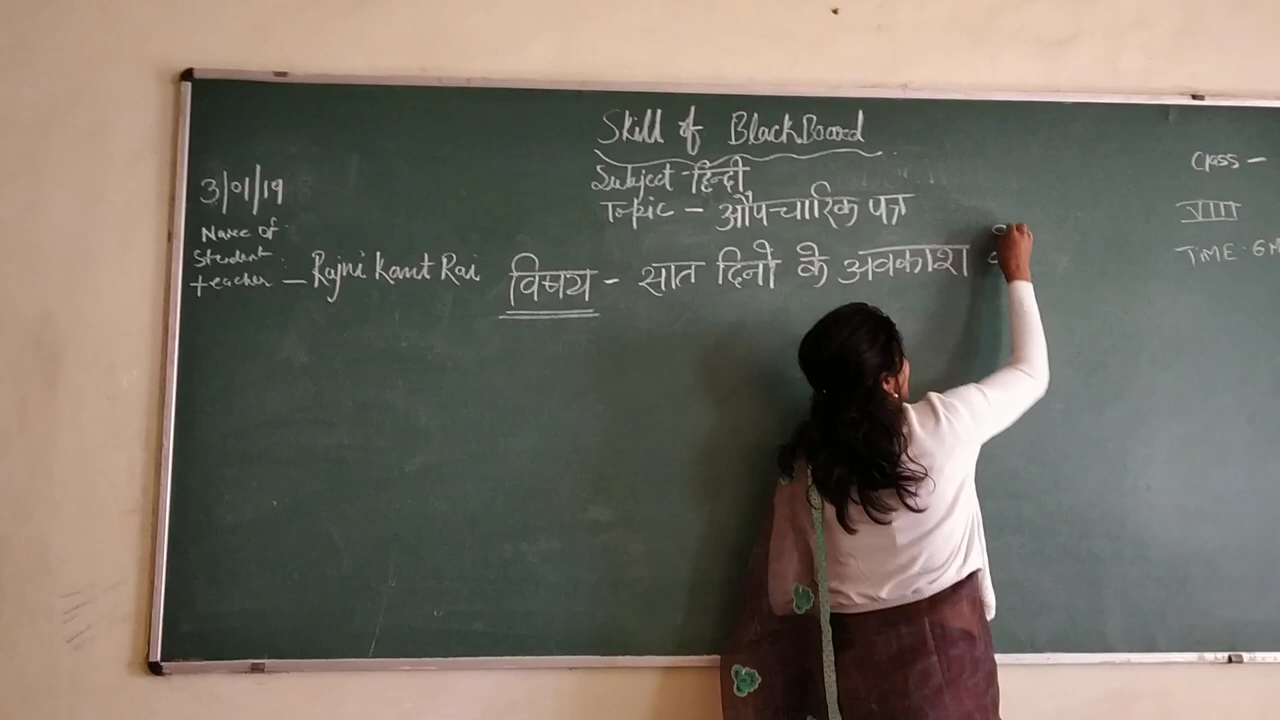 Skill of BlackBoard
Subject हिन्दी
Topic - औपचारिक पत्र
3/01/19
Name of
Student
teacher - Rajni Kant Rai
विषय - सात दिनो के अवकाश
Class -
VIII
TIME